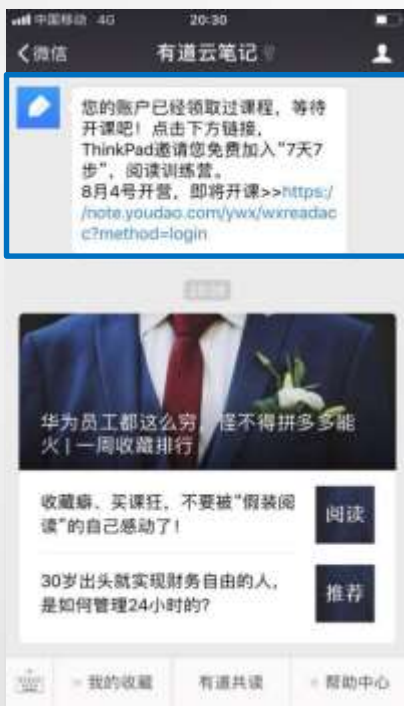 中国移动 4G 20:30
微信 有道云笔记
您的账户已经领取过课程，等待
开课吧！点击下方链接，
ThinkPad邀请您免费加入“7天7
步”，阅读训练营。
8月4号开营，即将开课>>https:/
/note.youdao.com/ywx/wxreadac
c?method=login
华为员工都这么穷，怪不得拼多多能
火 | 一周收藏排行
收藏癖、买课狂，不要被“假装阅
读”的自己感动了！
阅读
30岁出头就实现财务自由的人，
是如何管理24小时的?
推荐
我的收藏 有道共读 帮助中心